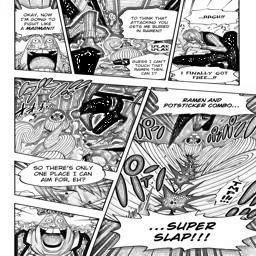 OKAY, NOW
I'M GOING TO
FIGHT LIKE
A MADMAN!!
TO THINK THAT
ATTACKING YOU
GETS ME BURIED
IN RAMEN!!
GUESS I CAN'T
TOUCH THAT
RAMEN THEN,
CAN I?
I FINALLY GOT
FREE...!!!
RAMEN AND
POTSTICKER COMBO...
SO THERE'S ONLY
ONE PLACE I CAN
AIM FOR, EH?
...SUPER
SLAP!!!